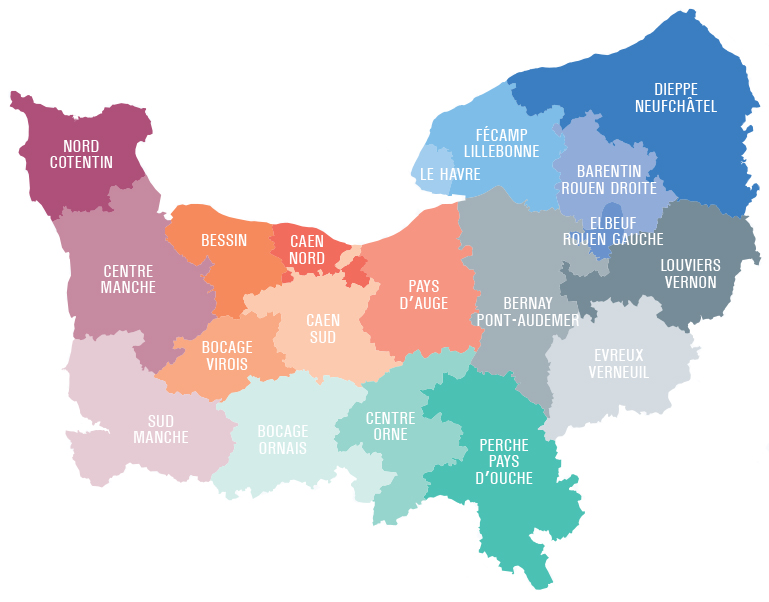 DIEPPE
NEUFCHÂTEL
NORD
COTENTIN
FÉCAMP
LILLEBONNE
LE HAVRE
BARENTIN
ROUEN DROITE
ELBEUF
ROUEN GAUCHE
BESSIN
CAEN
NORD
CENTRE
MANCHE
LOUVIERS
VERNON
PAYS
D'AUGE
BERNAY
PONT-AUDEMER
CAEN
SUD
BOCAGE
VIROIS
EVREUX
VERNEUIL
SUD
MANCHE
BOCAGE
ORNAIS
CENTRE
ORNE
PERCHE
PAYS
D'OUCHE